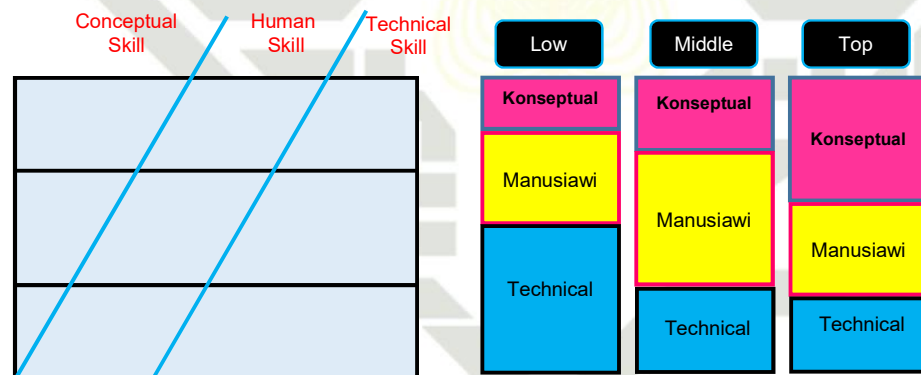 Conceptual
Skill
Human
Skill
Technical
Skill
Low
Middle
Top
Konseptual
Manusiawi
Technical
Konseptual
Manusiawi
Technical
Konseptual
Manusiawi
Technical